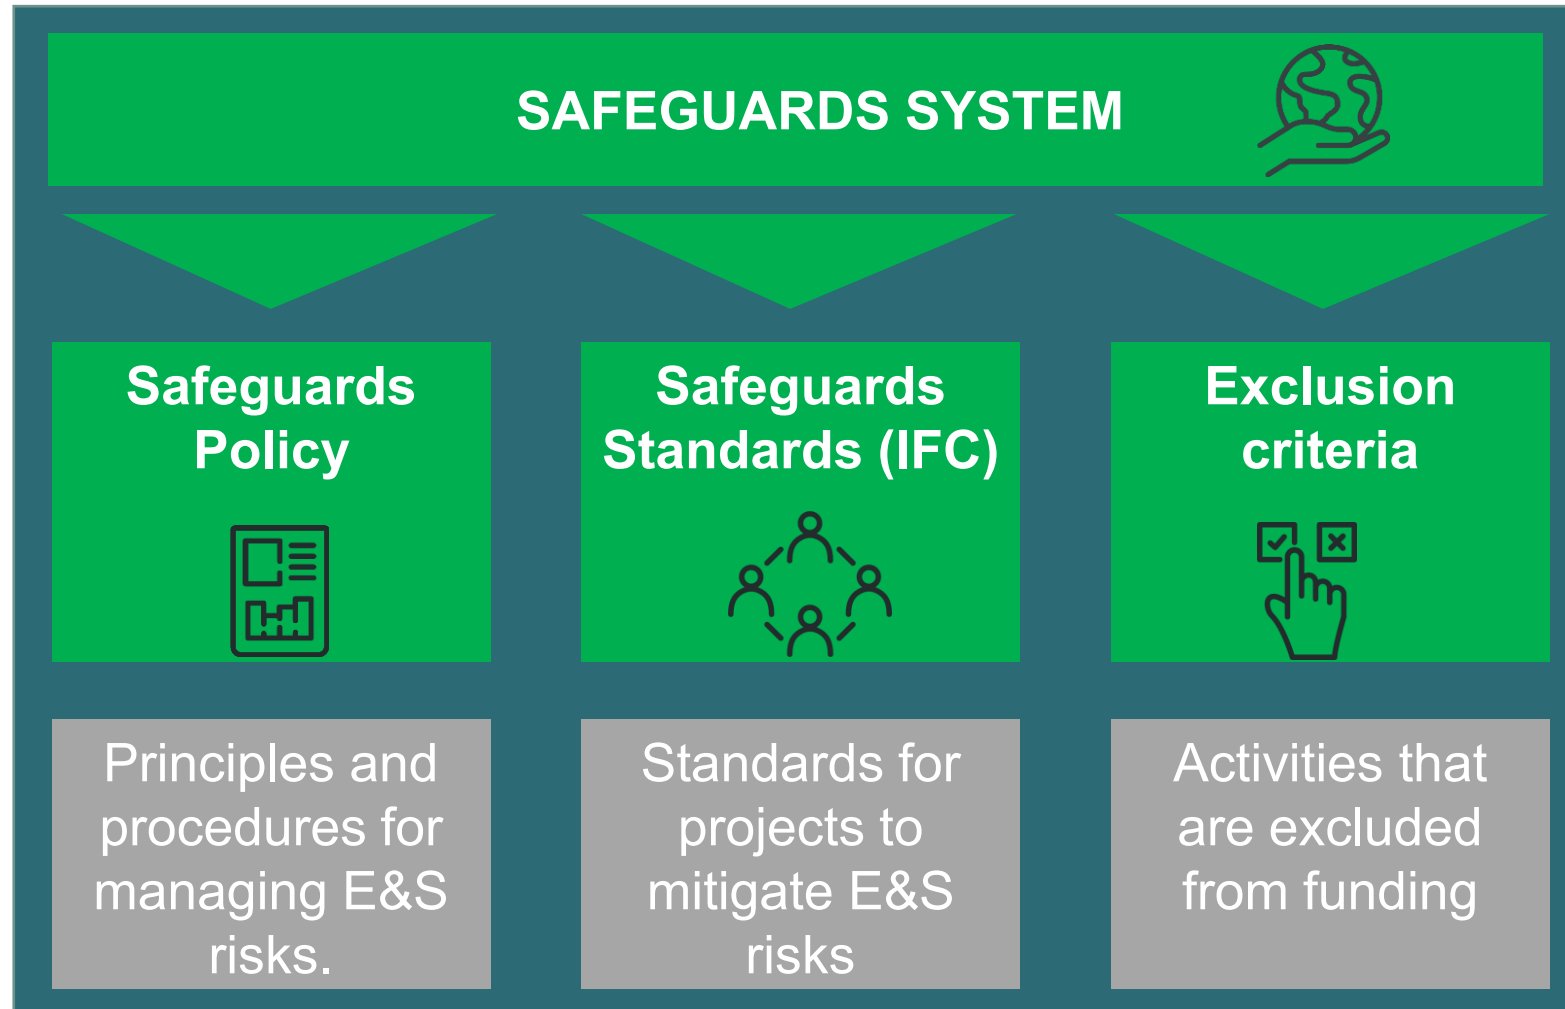 SAFEGUARDS SYSTEM
Safeguards
Policy
Safeguards
Standards (IFC)
Exclusion
criteria
Principles and
procedures for
managing E&S
risks.
Standards for
projects to
mitigate E&S
risks
Activities that
are excluded
from funding